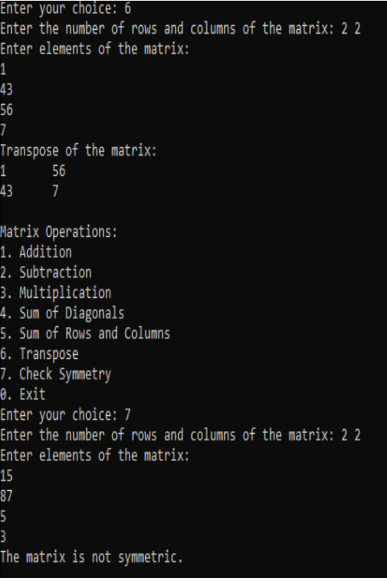 Enter your choice: 6
Enter the number of rows and columns of the matrix: 2 2
Enter elements of the matrix:
1
43
56
7
Transpose of the matrix:
1 56
43 7
Matrix Operations:
1. Addition
2. Subtraction
3. Multiplication
4. Sum of Diagonals
5. Sum of Rows and Columns
6. Transpose
7. Check Symmetry
0. Exit
Enter your choice: 7
Enter the number of rows and columns of the matrix: 2 2
Enter elements of the matrix:
15
87
5
3
The matrix is not symmetric.